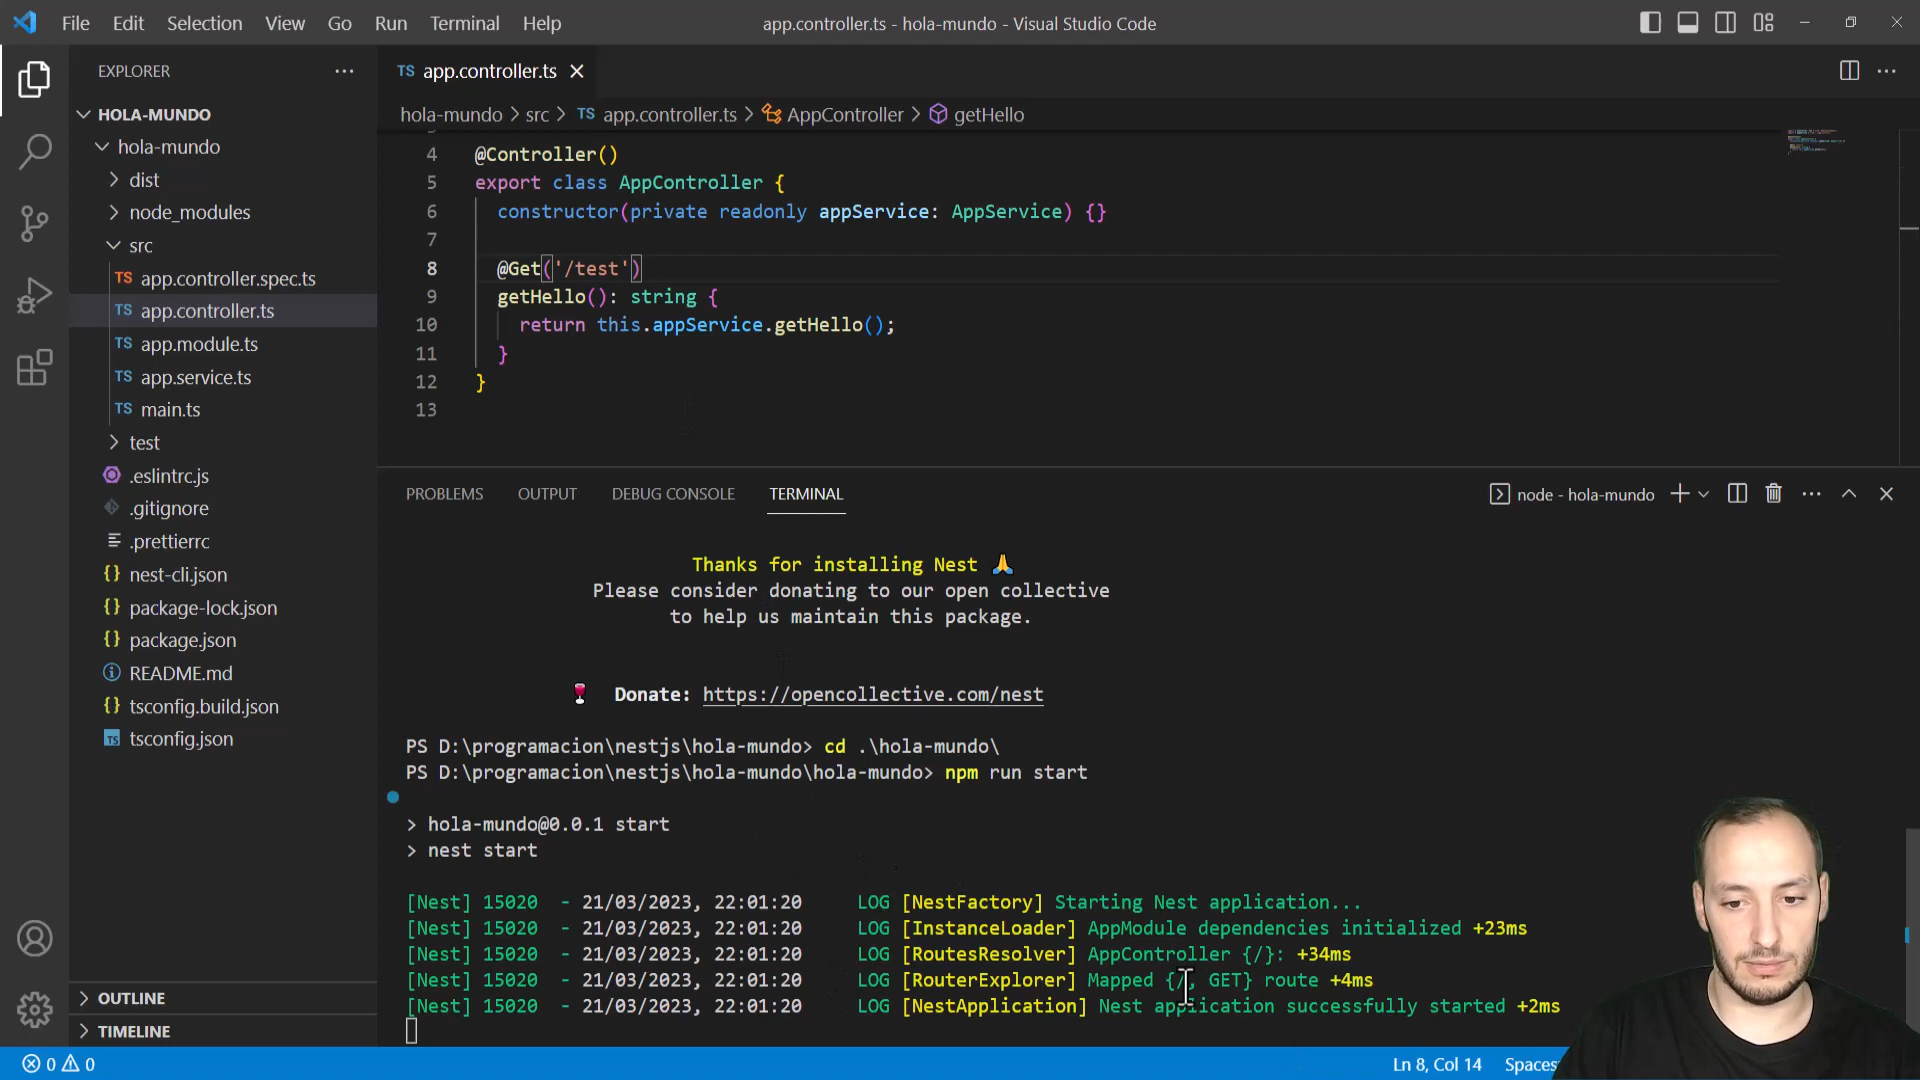 File Edit Selection View Go Run Terminal Help
app.controller.ts - hola-mundo - Visual Studio Code
EXPLORER
HOLA-MUNDO
hola-mundo
dist
node_modules
src
TS app.controller.spec.ts
TS app.controller.ts
TS app.module.ts
TS app.service.ts
TS main.ts
test
.eslintrc.js
.gitignore
.prettierrc
{} nest-cli.json
{} package-lock.json
{} package.json
README.md
tsconfig.build.json
TS tsconfig.json
OUTLINE
TIMELINE
TS app.controller.ts
hola-mundo > src > TS app.controller.ts > AppController > getHello
4 @Controller()
5 export class AppController {
6 constructor(private readonly appService: AppService) {}
7
8 @Get('/test')
9 getHello(): string {
10 return this.appService.getHello();
11 }
12 }
13
PROBLEMS OUTPUT DEBUG CONSOLE TERMINAL
node - hola-mundo
Thanks for installing Nest 🙏
Please consider donating to our open collective
to help us maintain this package.
🍷 Donate: https://opencollective.com/nest
PS D:\programacion\nestjs\hola-mundo> cd .\hola-mundo\
PS D:\programacion\nestjs\hola-mundo\hola-mundo> npm run start
> hola-mundo@0.0.1 start
> nest start
[Nest] 15020 - 21/03/2023, 22:01:20 LOG [NestFactory] Starting Nest application...
[Nest] 15020 - 21/03/2023, 22:01:20 LOG [InstanceLoader] AppModule dependencies initialized +23ms
[Nest] 15020 - 21/03/2023, 22:01:20 LOG [RoutesResolver] AppController {/}: +34ms
[Nest] 15020 - 21/03/2023, 22:01:20 LOG [RouterExplorer] Mapped {/, GET} route +4ms
[Nest] 15020 - 21/03/2023, 22:01:20 LOG [NestApplication] Nest application successfully started +2ms
0 0
Ln 8, Col 14 Spaces